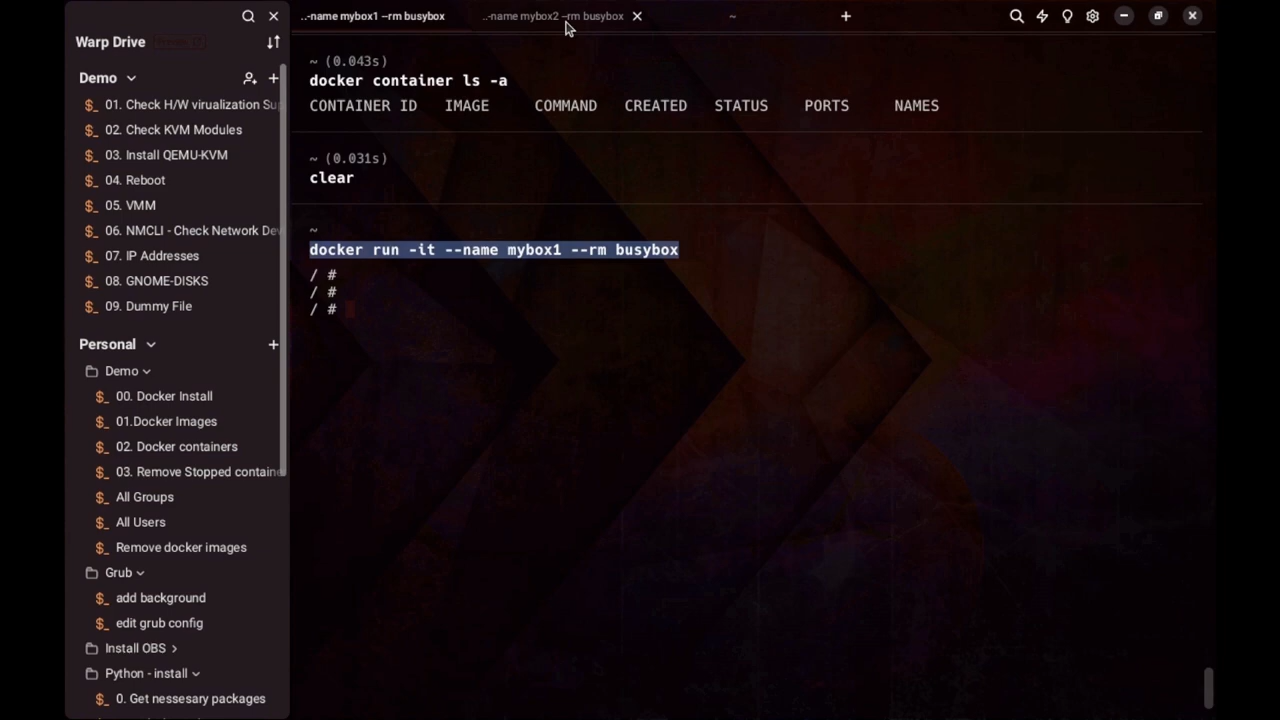 Warp Drive
Demo
$_ 01. Check H/W virualization Su
$_ 02. Check KVM Modules
$_ 03. Install QEMU-KVM
$_ 04. Reboot
$_ 05. VMM
$_ 06. NMCLI - Check Network De
$_ 07. IP Addresses
$_ 08. GNOME-DISKS
$_ 09. Dummy File
Personal
Demo
$_ 00. Docker Install
$_ 01.Docker Images
$_ 02. Docker containers
$_ 03. Remove Stopped containe
$_ All Groups
$_ All Users
$_ Remove docker images
Grub
$_ add background
$_ edit grub config
Install OBS
Python - install
$_ 0. Get nessesary packages
..-name mybox1 --rm busybox ..-name mybox2 --rm busybox ~
~ (0.043s)
docker container ls -a
CONTAINER ID IMAGE COMMAND CREATED STATUS PORTS NAMES
~ (0.031s)
clear
~
docker run -it --name mybox1 --rm busybox
/ #
/ #
/ #